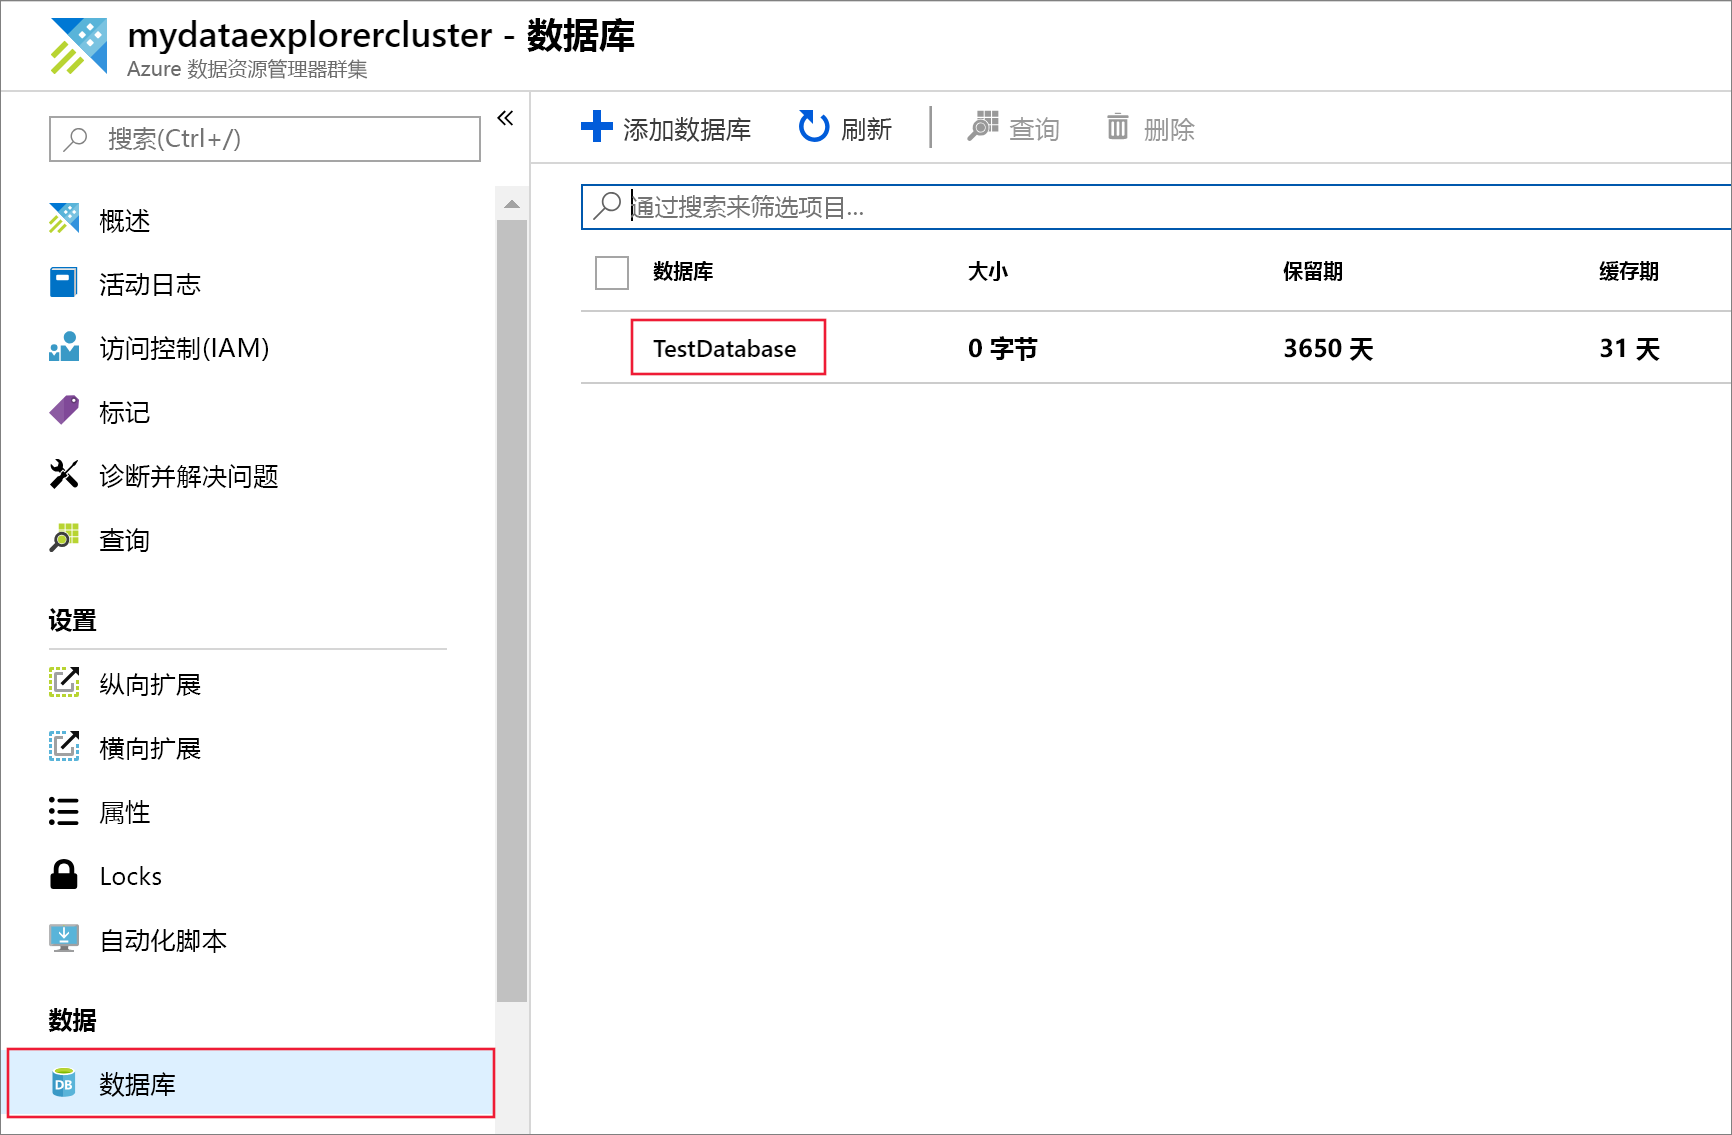 mydataexplorercluster - 数据库
Azure 数据资源管理器群集
搜索(Ctrl+/)
«
概述
活动日志
访问控制(IAM)
标记
诊断并解决问题
查询
设置
纵向扩展
横向扩展
属性
Locks
自动化脚本
数据
DB 数据库
添加数据库 刷新 查询 删除
通过搜索来筛选项目...
数据库 大小 保留期 缓存期
TestDatabase 0 字节 3650 天 31 天